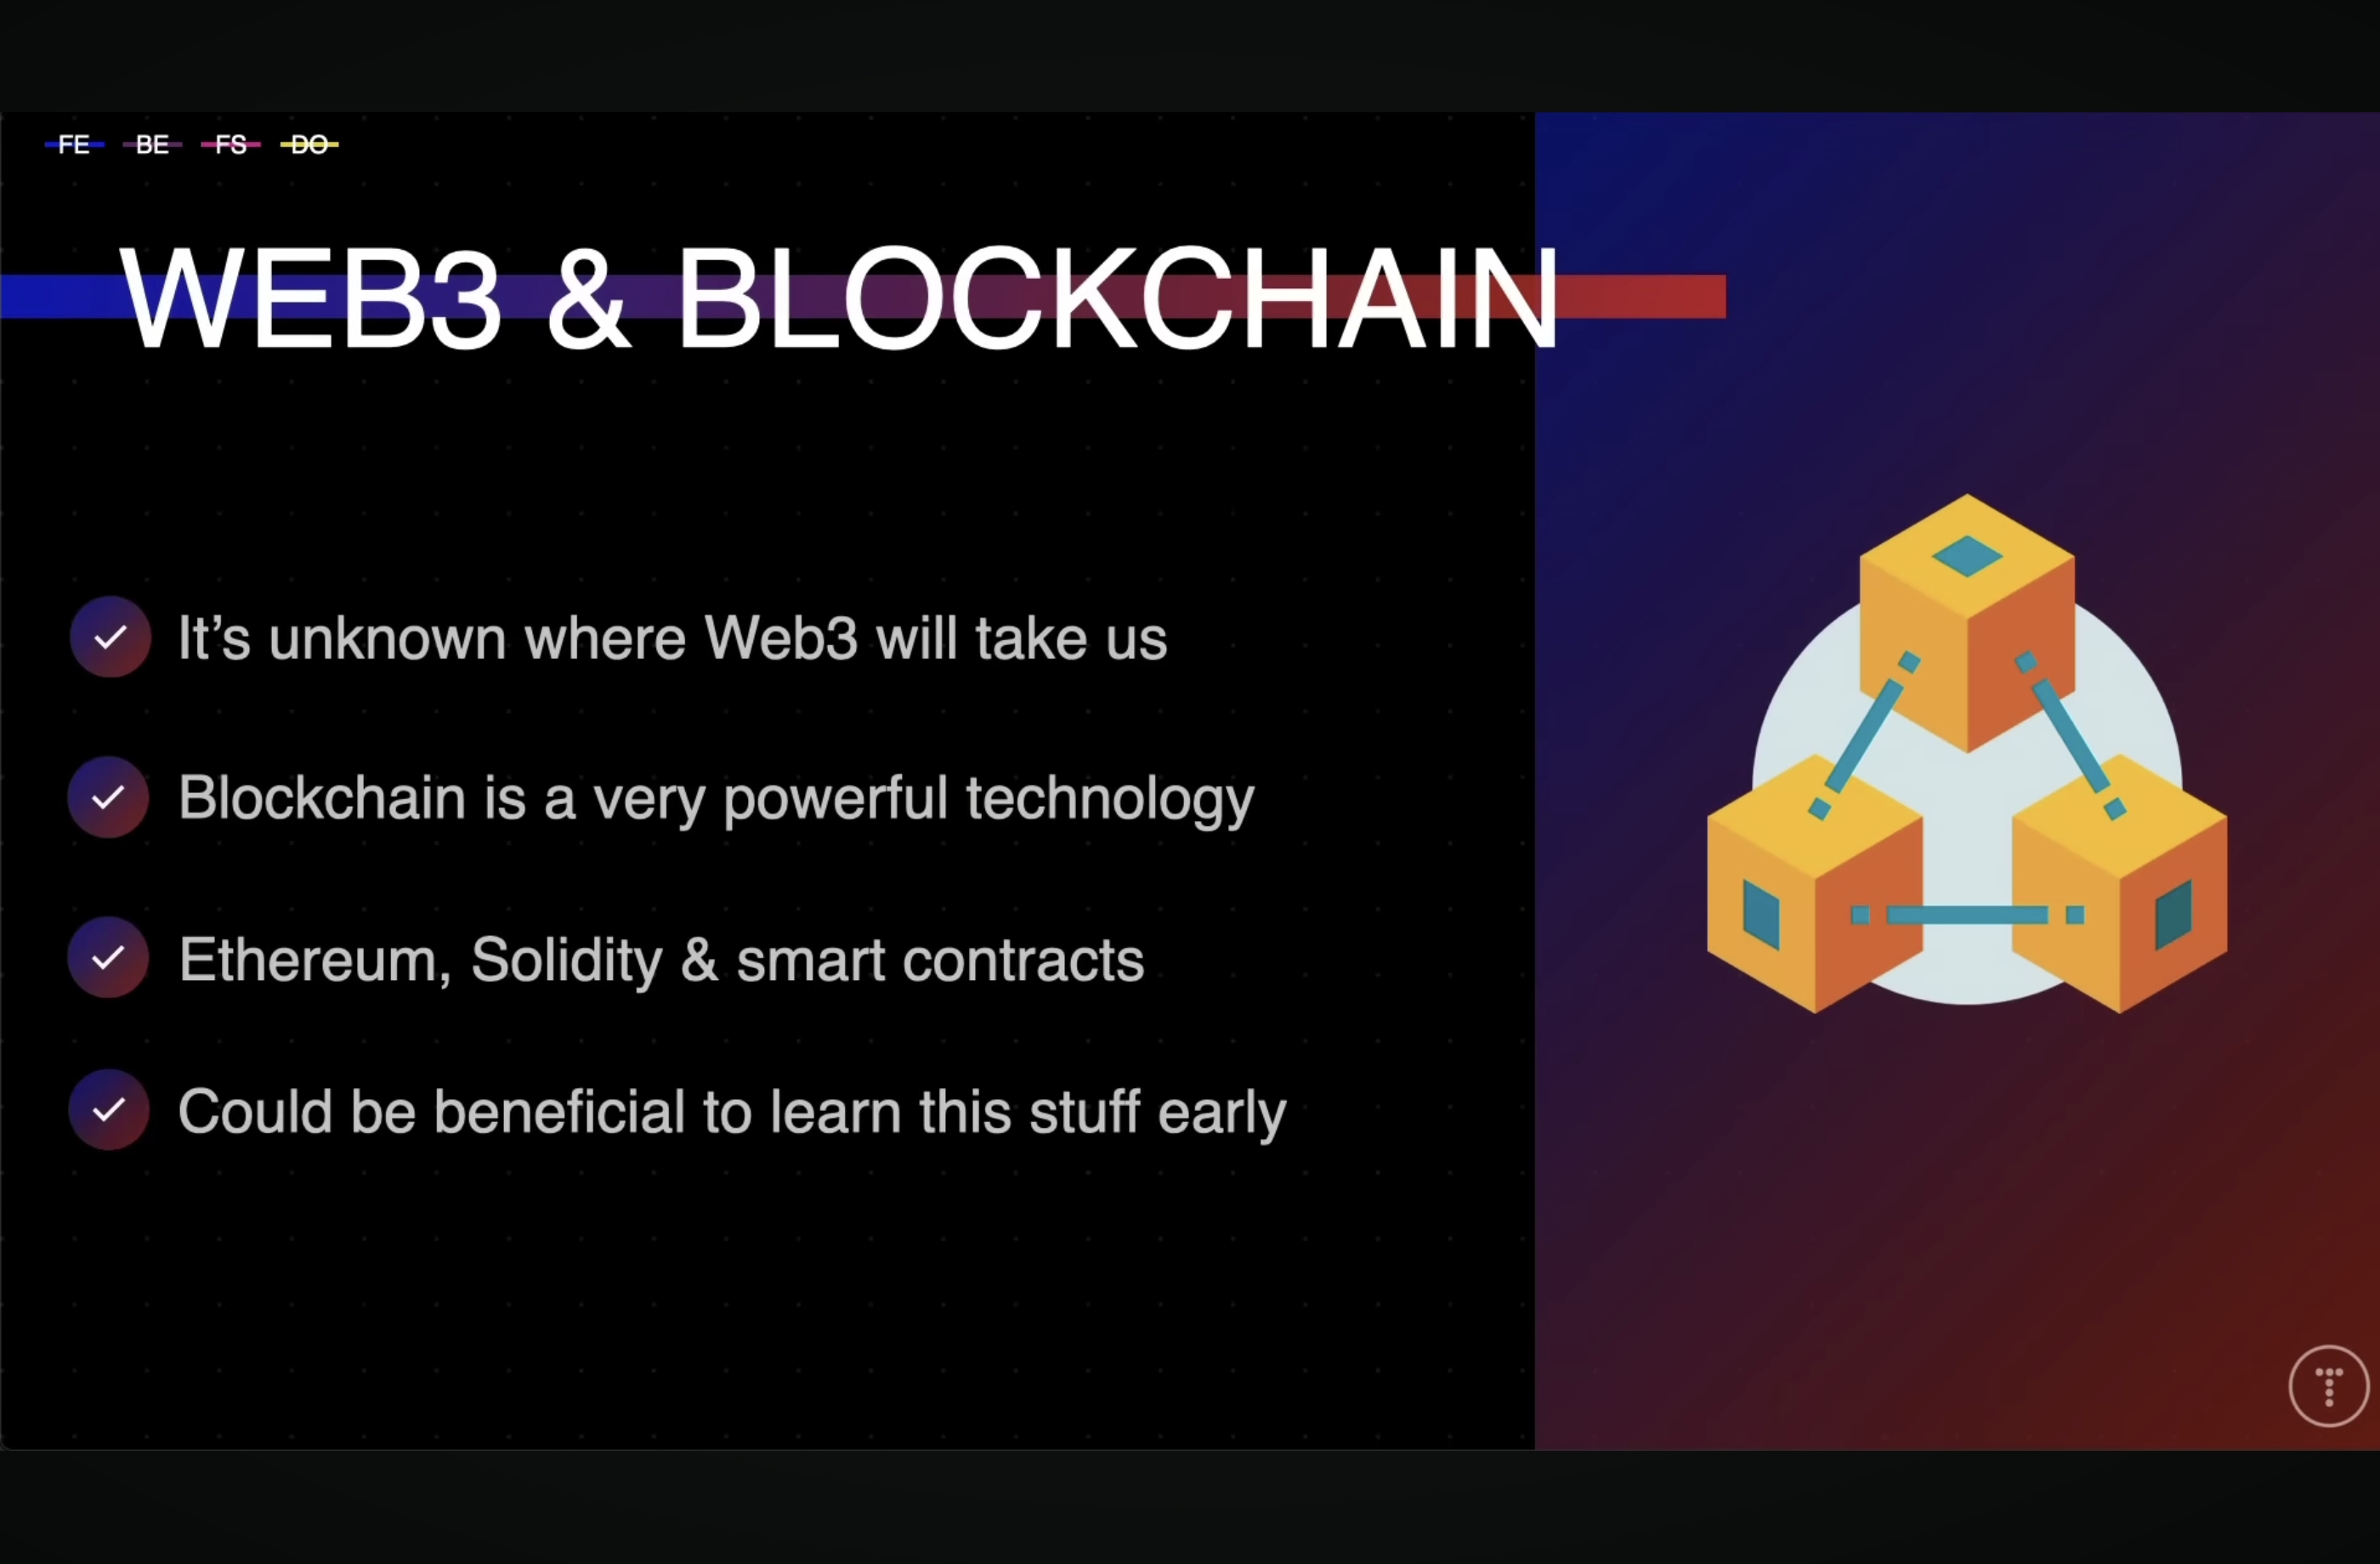 FE BE FS DO
WEB3 & BLOCKCHAIN
It’s unknown where Web3 will take us
Blockchain is a very powerful technology
Ethereum, Solidity & smart contracts
Could be beneficial to learn this stuff early
T